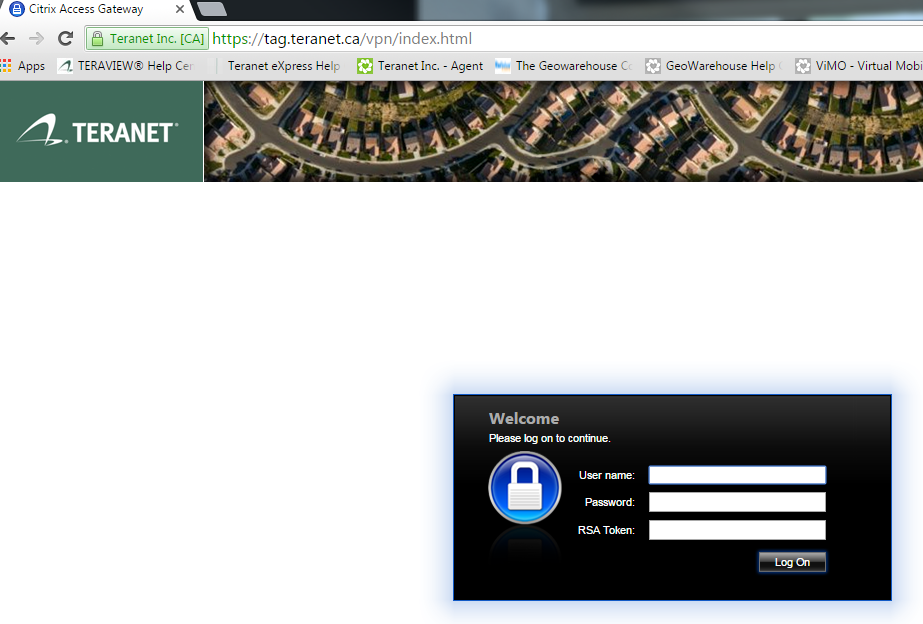 Citrix Access Gateway
Teranet Inc. [CA] https://tag.teranet.ca/vpn/index.html
Apps TERAVIEW® Help Cen Teranet eXpress Help Teranet Inc. - Agent The Geowarehouse Co GeoWarehouse Help ViMO - Virtual Mobi
TERANET®
Welcome
Please log on to continue.
User name:
Password:
RSA Token:
Log On